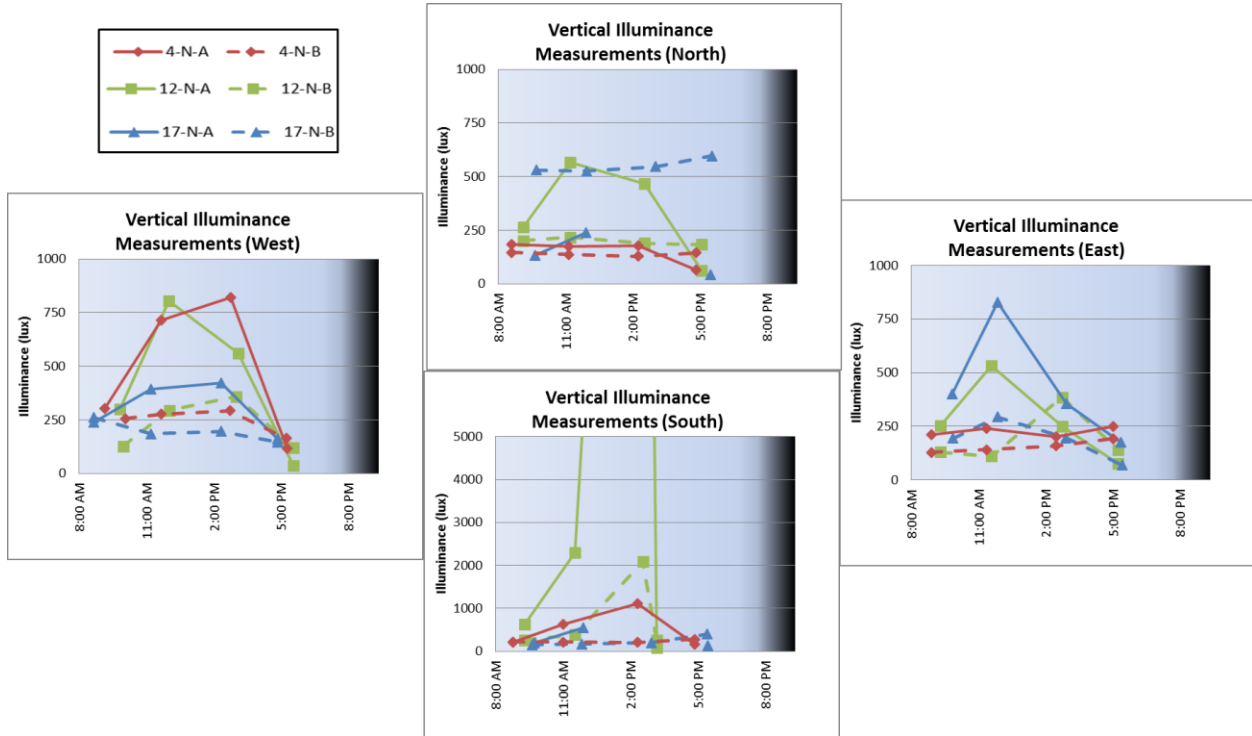 4-N-A 4-N-B
12-N-A 12-N-B
17-N-A 17-N-B
Vertical Illuminance
Measurements (North)
Illuminance (lux)
1000
750
500
250
0
8:00 AM
11:00 AM
2:00 PM
5:00 PM
8:00 PM
Vertical Illuminance
Measurements (West)
Illuminance (lux)
1000
750
500
250
0
8:00 AM
11:00 AM
2:00 PM
5:00 PM
8:00 PM
Vertical Illuminance
Measurements (East)
Illuminance (lux)
1000
750
500
250
0
8:00 AM
11:00 AM
2:00 PM
5:00 PM
8:00 PM
Vertical Illuminance
Measurements (South)
Illuminance (lux)
5000
4000
3000
2000
1000
0
8:00 AM
11:00 AM
2:00 PM
5:00 PM
8:00 PM